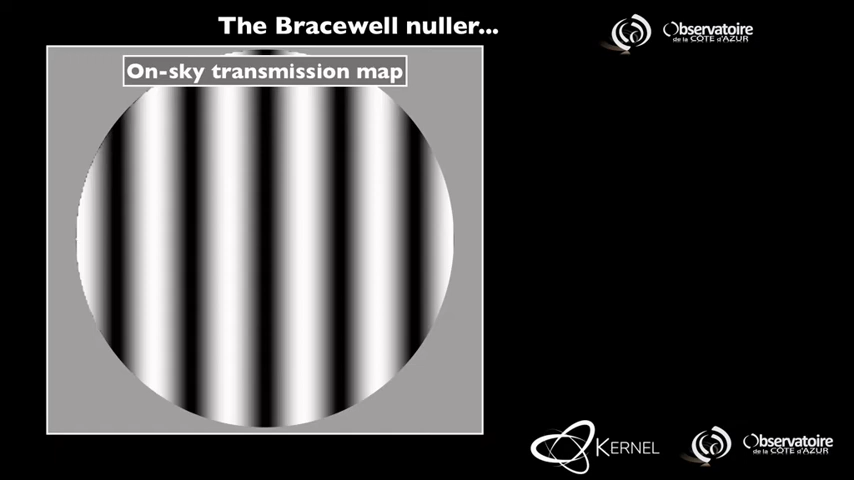 The Bracewell nuller...
Observatoire
de la CÔTE d'AZUR
On-sky transmission map
KERNEL
Observatoire
de la CÔTE d'AZUR